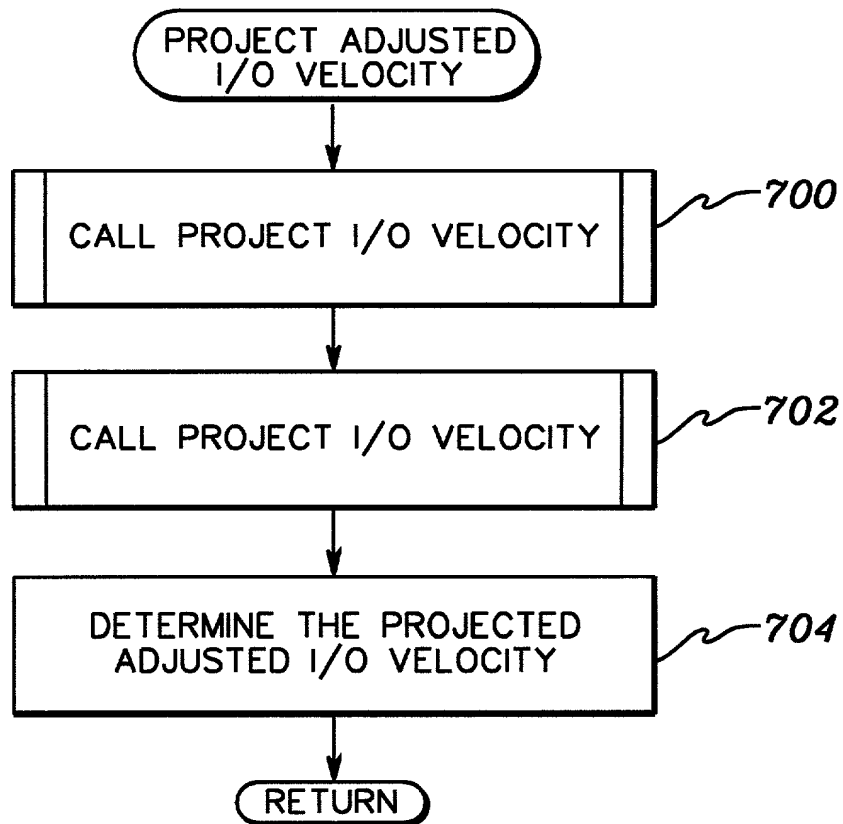 PROJECT ADJUSTED
I/O VELOCITY
CALL PROJECT I/O VELOCITY
700
CALL PROJECT I/O VELOCITY
702
DETERMINE THE PROJECTED
ADJUSTED I/O VELOCITY
704
RETURN